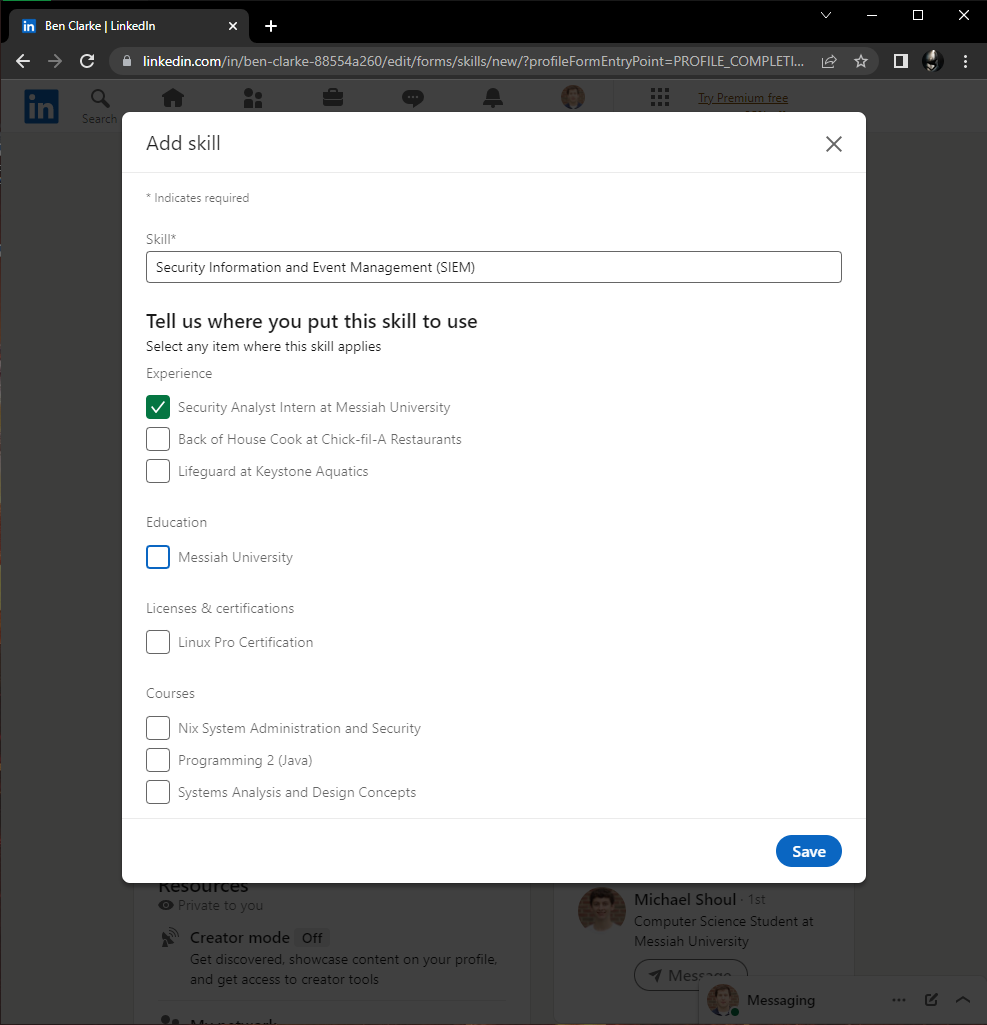 in Ben Clarke | LinkedIn
linkedin.com/in/ben-clarke-88554a260/edit/forms/skills/new/?profileFormEntryPoint=PROFILE_COMPLETI...
in
Search
Try Premium free
Add skill
* Indicates required
Skill*
Security Information and Event Management (SIEM)
Tell us where you put this skill to use
Select any item where this skill applies
Experience
Security Analyst Intern at Messiah University
Back of House Cook at Chick-fil-A Restaurants
Lifeguard at Keystone Aquatics
Education
Messiah University
Licenses & certifications
Linux Pro Certification
Courses
Nix System Administration and Security
Programming 2 (Java)
Systems Analysis and Design Concepts
Save
Resources
Private to you
Creator mode Off
Get discovered, showcase content on your profile,
and get access to creator tools
My network
Michael Shoul · 1st
Computer Science Student at
Messiah University
Message
Messaging